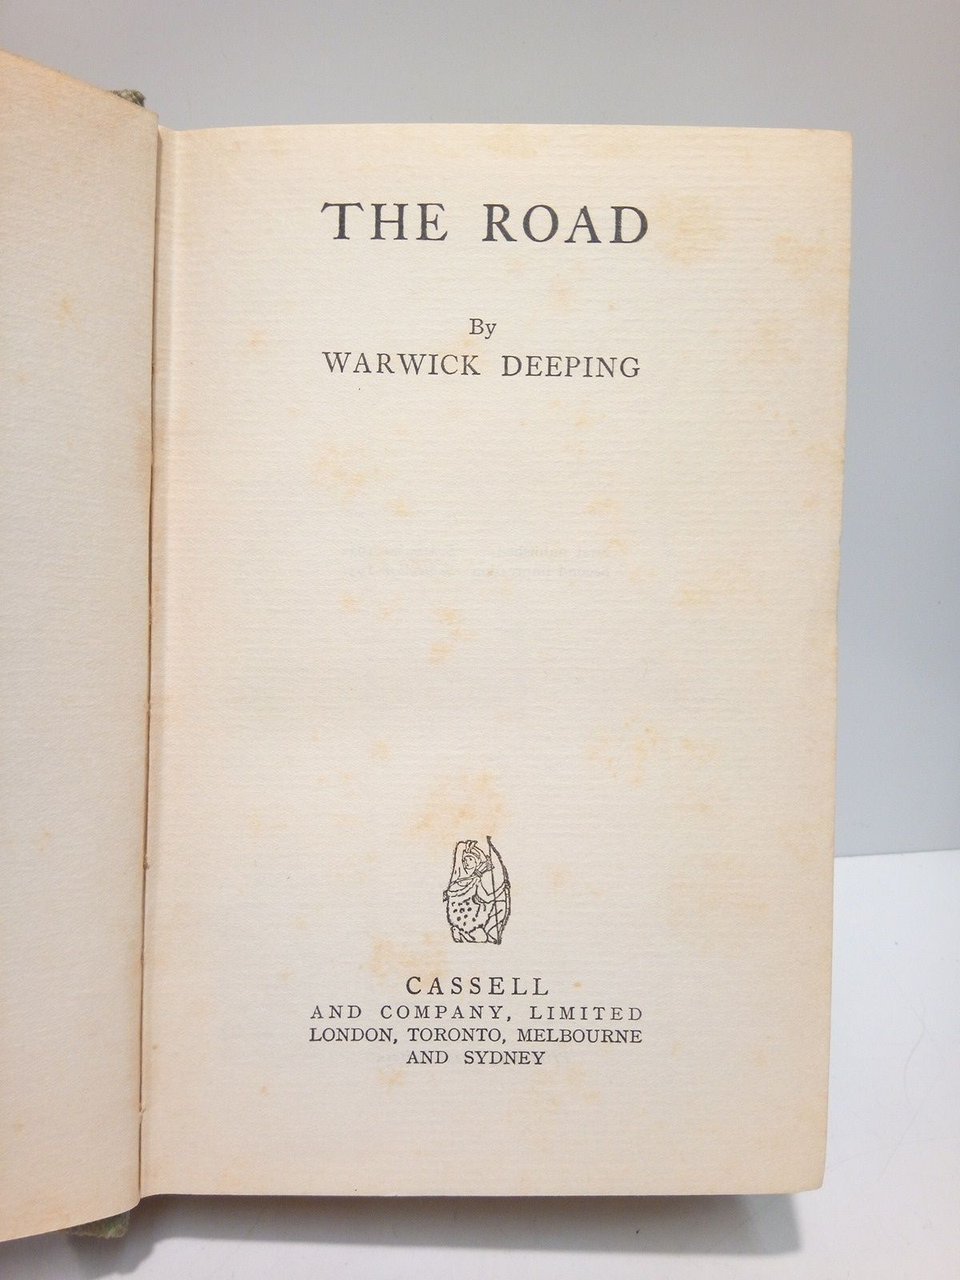 THE ROAD
By
WARWICK DEEPING
CASSELL
AND COMPANY, LIMITED
LONDON, TORONTO, MELBOURNE
AND SYDNEY